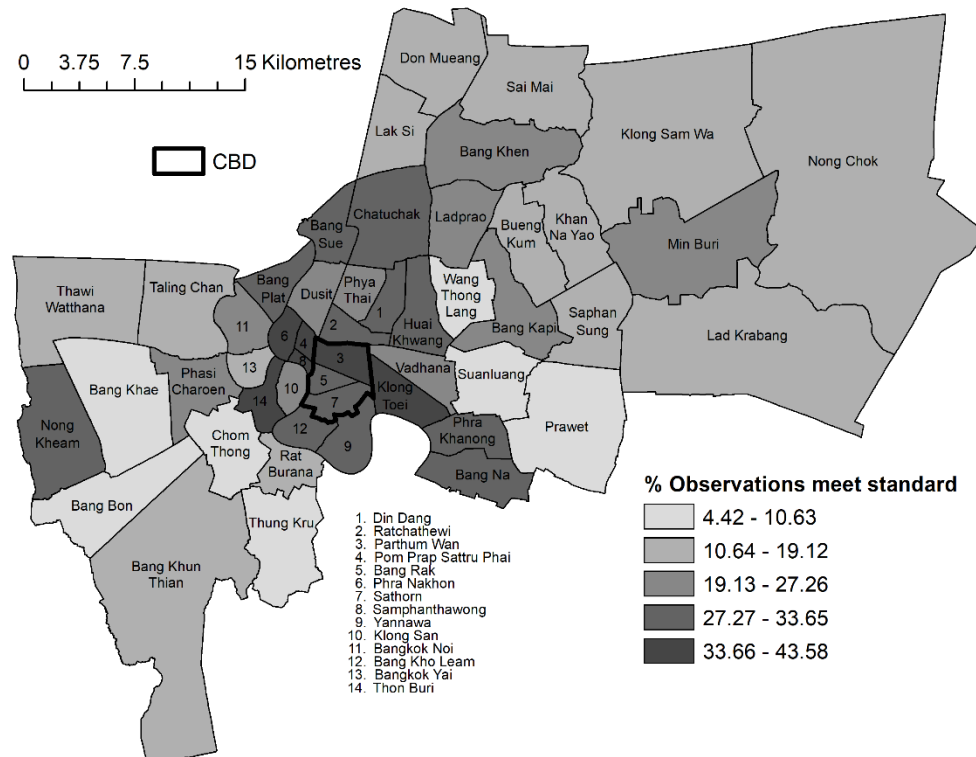 0 3.75 7.5 15 Kilometres
CBD
Don Mueang
Sai Mai
Lak Si
Klong Sam Wa
Bang Khen
Nong Chok
Chatuchak
Ladprao
Bang
Sue
Bueng
Kum
Khan
Na Yao
Min Buri
Bang
Plat
Dusit
Phya
Thai
Wang
Thong
Lang
Thawi
Watthana
Taling Chan
11
2
1
Huai
Khwang
Bang Kapi
Saphan
Sung
Lad Krabang
6
4
8
3
Bang Khae
Phasi
Charoen
13
10
5
7
Vadhana
Klong
Toei
Suanluang
14
Nong
Kheam
Chom
Thong
12
9
Phra
Khanong
Prawet
Rat
Burana
Bang Na
Bang Bon
Thung Kru
Bang Khun
Thian
1. Din Dang
2. Ratchathewi
3. Parthum Wan
4. Pom Prap Sattru Phai
5. Bang Rak
6. Phra Nakhon
7. Sathorn
8. Samphanthawong
9. Yannawa
10. Klong San
11. Bangkok Noi
12. Bang Kho Leam
13. Bangkok Yai
14. Thon Buri
% Observations meet standard
4.42 - 10.63
10.64 - 19.12
19.13 - 27.26
27.27 - 33.65
33.66 - 43.58